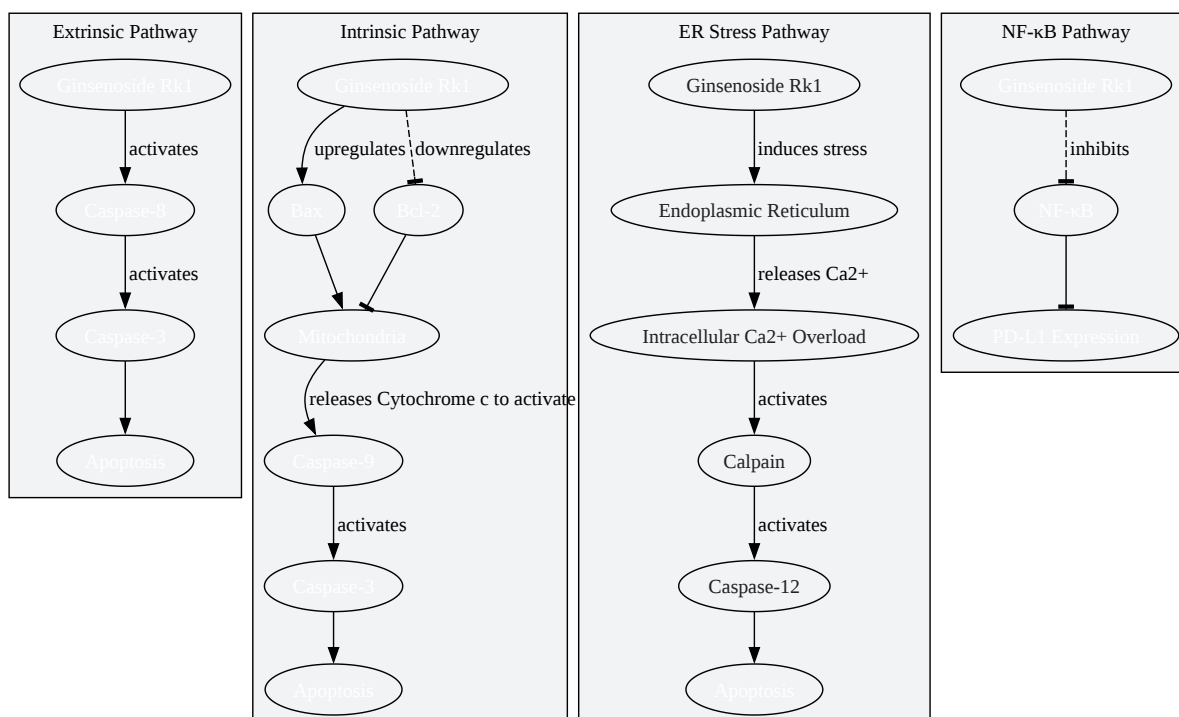 Extrinsic Pathway
Ginsenoside Rk1
activates
Caspase-8
activates
Caspase-3
Apoptosis
Intrinsic Pathway
Ginsenoside Rk1
upregulates
downregulates
Bax
Bcl-2
Mitochondria
releases Cytochrome c to activate
Caspase-9
activates
Caspase-3
Apoptosis
ER Stress Pathway
Ginsenoside Rk1
induces stress
Endoplasmic Reticulum
releases Ca2+
Intracellular Ca2+ Overload
activates
Calpain
activates
Caspase-12
Apoptosis
NF-κB Pathway
Ginsenoside Rk1
inhibits
NF-κB
PD-L1 Expression